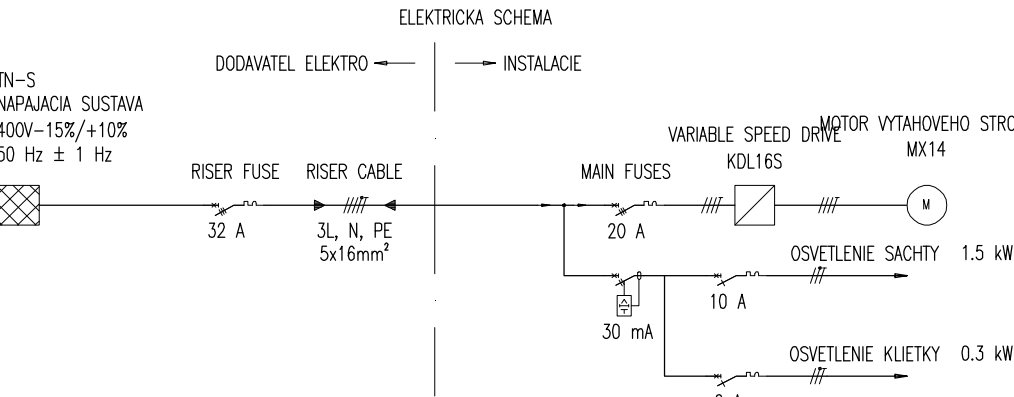 ELEKTRICKA SCHEMA
DODAVATEL ELEKTRO
INSTALACIE
TN-S
NAPAJACIA SUSTAVA
400V-15%/+10%
50 Hz ± 1 Hz
RISER FUSE
RISER CABLE
MAIN FUSES
VARIABLE SPEED DRIVE
KDL16S
MOTOR VYTAHOVEHO STRO
MX14
M
32 A
3L, N, PE
5x16mm²
20 A
OSVETLENIE SACHTY 1.5 kW
10 A
30 mA
OSVETLENIE KLIETKY 0.3 kW